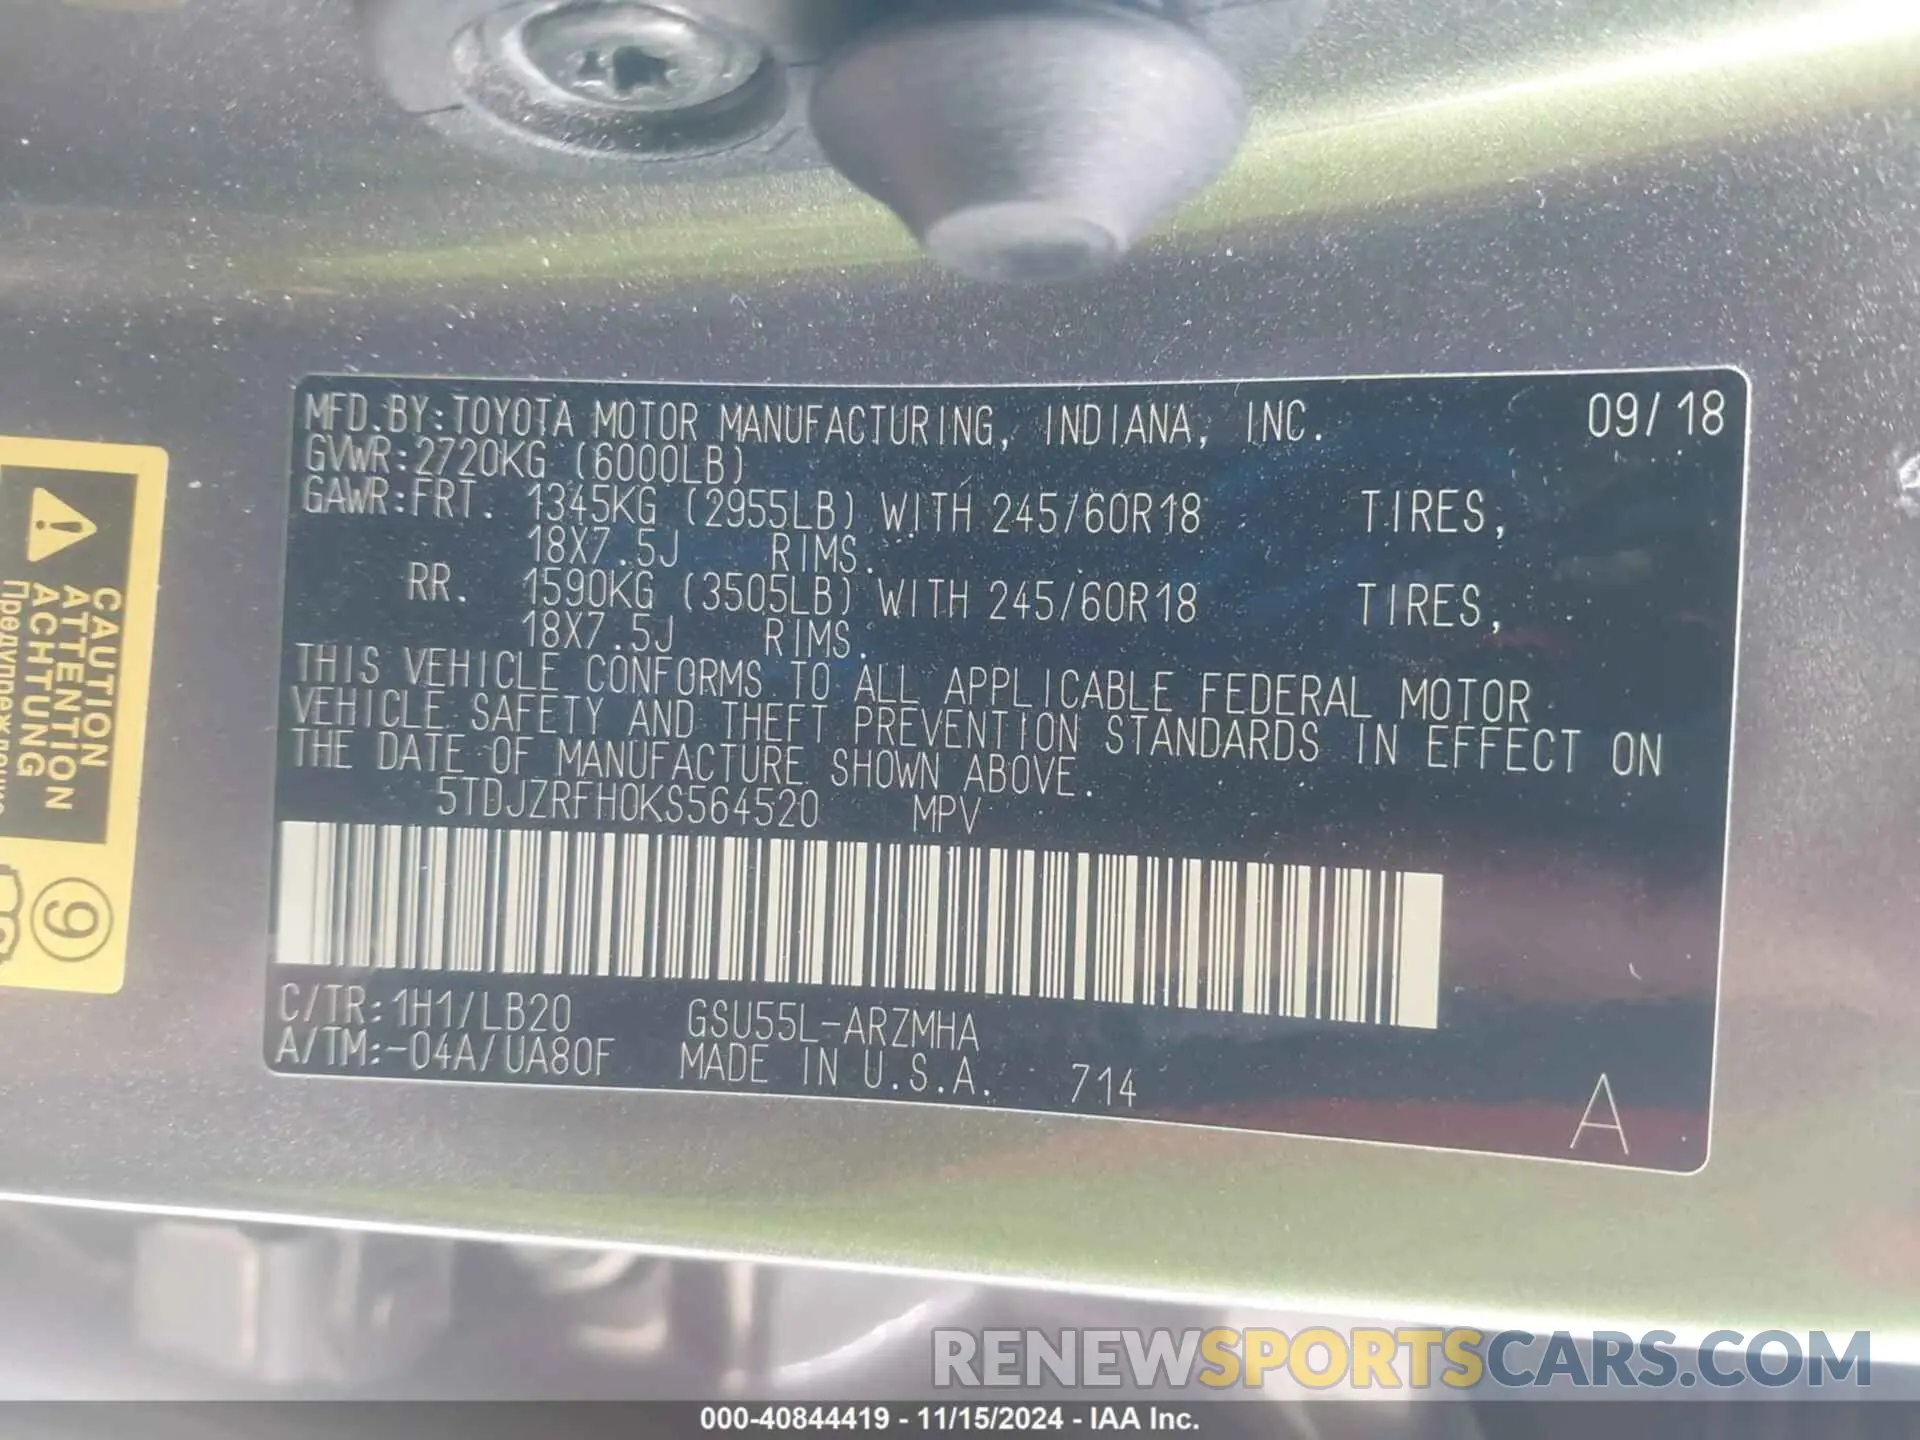 MFD.BY:TOYOTA MOTOR MANUFACTURING, INDIANA, INC. 09/18
GVWR:2720KG (6000LB)
GAWR:FRT. 1345KG (2955LB) WITH 245/60R18 TIRES,
18X7.5J RIMS.
RR. 1590KG (3505LB) WITH 245/60R18 TIRES,
18X7.5J RIMS.
THIS VEHICLE CONFORMS TO ALL APPLICABLE FEDERAL MOTOR
VEHICLE SAFETY AND THEFT PREVENTION STANDARDS IN EFFECT ON
THE DATE OF MANUFACTURE SHOWN ABOVE.
5TDJZRFH0KS564520 MPV
C/TR:1H1/LB20 GSU55L-ARZMHA
A/TM:-04A/UA80F MADE IN U.S.A. 714
A
CAUTION
ATTENTION
ACHTUNG
9
RENEWSPORTSCARS.COM
000-40844419 - 11/15/2024 - IAA Inc.